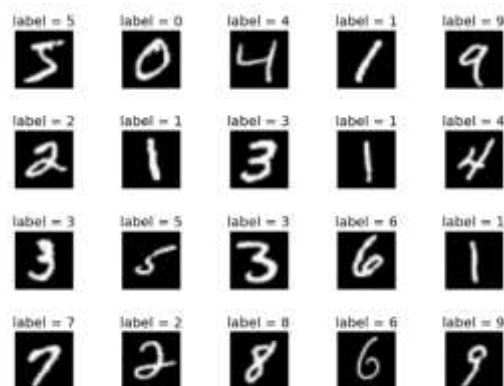 label = 5 label = 0 label = 4 label = 1 label = 9
5 0 4 1 9
label = 2 label = 1 label = 3 label = 1 label = 4
2 1 3 1 4
label = 3 label = 5 label = 3 label = 6 label = 1
3 5 3 6 1
label = 7 label = 2 label = 8 label = 6 label = 9
7 2 8 6 9